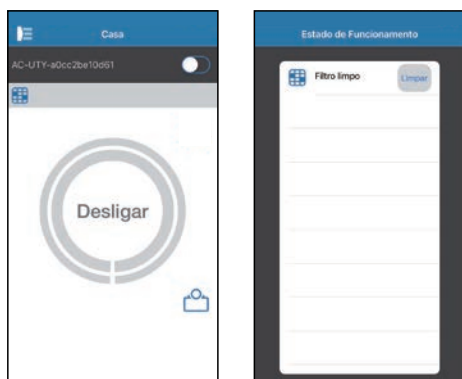 Casa
AC-UTY-a0cc2be10d61
Desligar
Estado de Funcionamento
Filtro limpo
Limpar